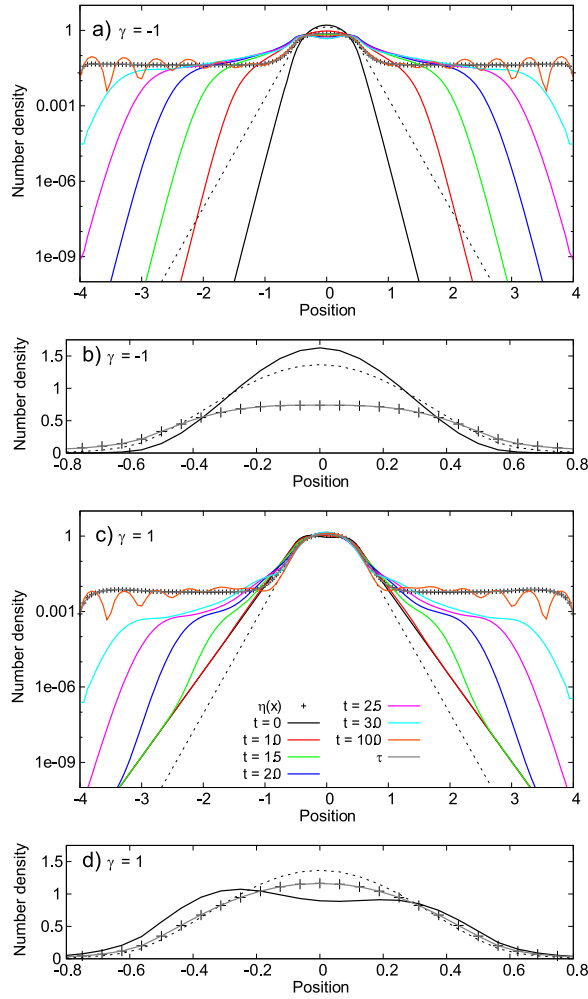 a) γ = -1
Number density
0.001
1e-06
1e-09
-4 -3 -2 -1 0 1 2 3 4
Position
b) γ = -1
Number density
1.5
1
0.5
0
-0.8 -0.6 -0.4 -0.2 0 0.2 0.4 0.6 0.8
Position
c) γ = 1
Number density
1
0.001
1e-06
1e-09
η(x)
t = 0
t = 1.0
t = 1.5
t = 2.0
t = 2.5
t = 3.0
t = 10.0
τ
-4 -3 -2 -1 0 1 2 3 4
Position
d) γ = 1
Number density
1.5
1
0.5
0
-0.8 -0.6 -0.4 -0.2 0 0.2 0.4 0.6 0.8
Position